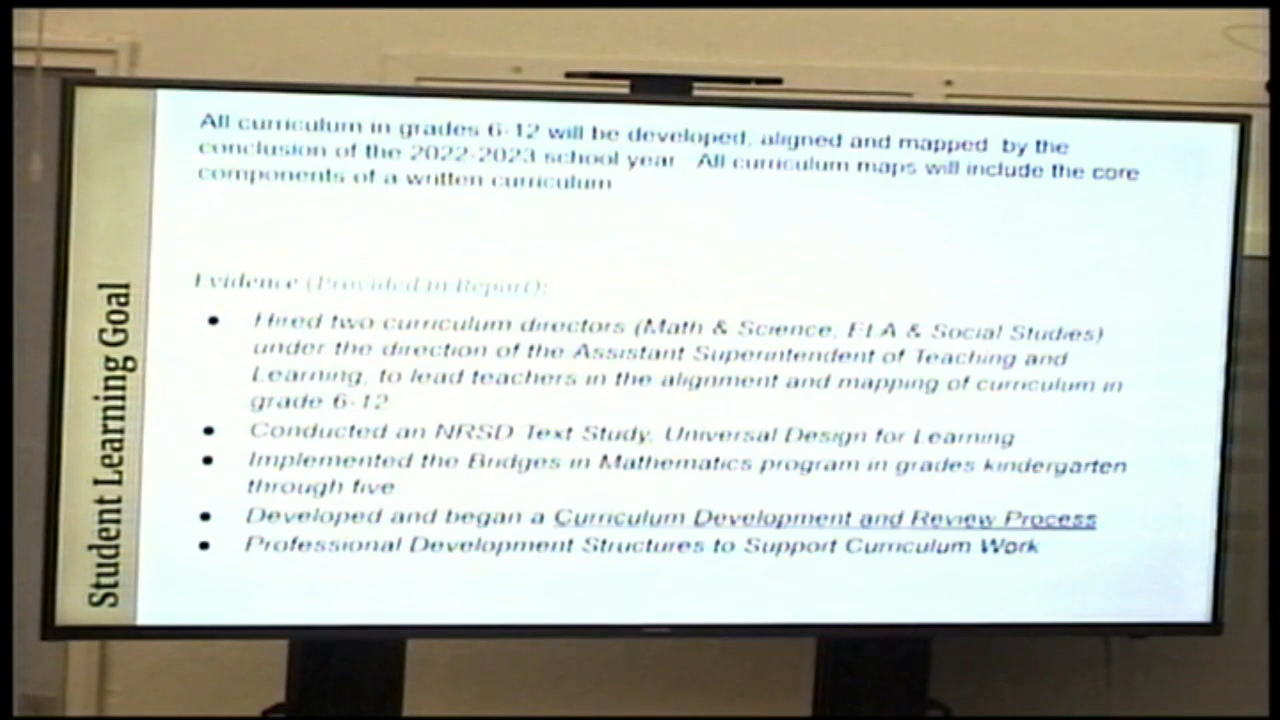 Student Learning Goal
All curriculum in grades 6-12 will be developed, aligned and mapped by the
conclusion of the 2022-2023 school year. All curriculum maps will include the core
components of a written curriculum
Evidence (Provided in Report):
• Hired two curriculum directors (Math & Science, ELA & Social Studies)
under the direction of the Assistant Superintendent of Teaching and
Learning, to lead teachers in the alignment and mapping of curriculum in
grade 6-12
• Conducted an NRSD Text Study, Universal Design for Learning
• Implemented the Bridges in Mathematics program in grades kindergarten
through five
• Developed and began a Curriculum Development and Review Process
• Professional Development Structures to Support Curriculum Work